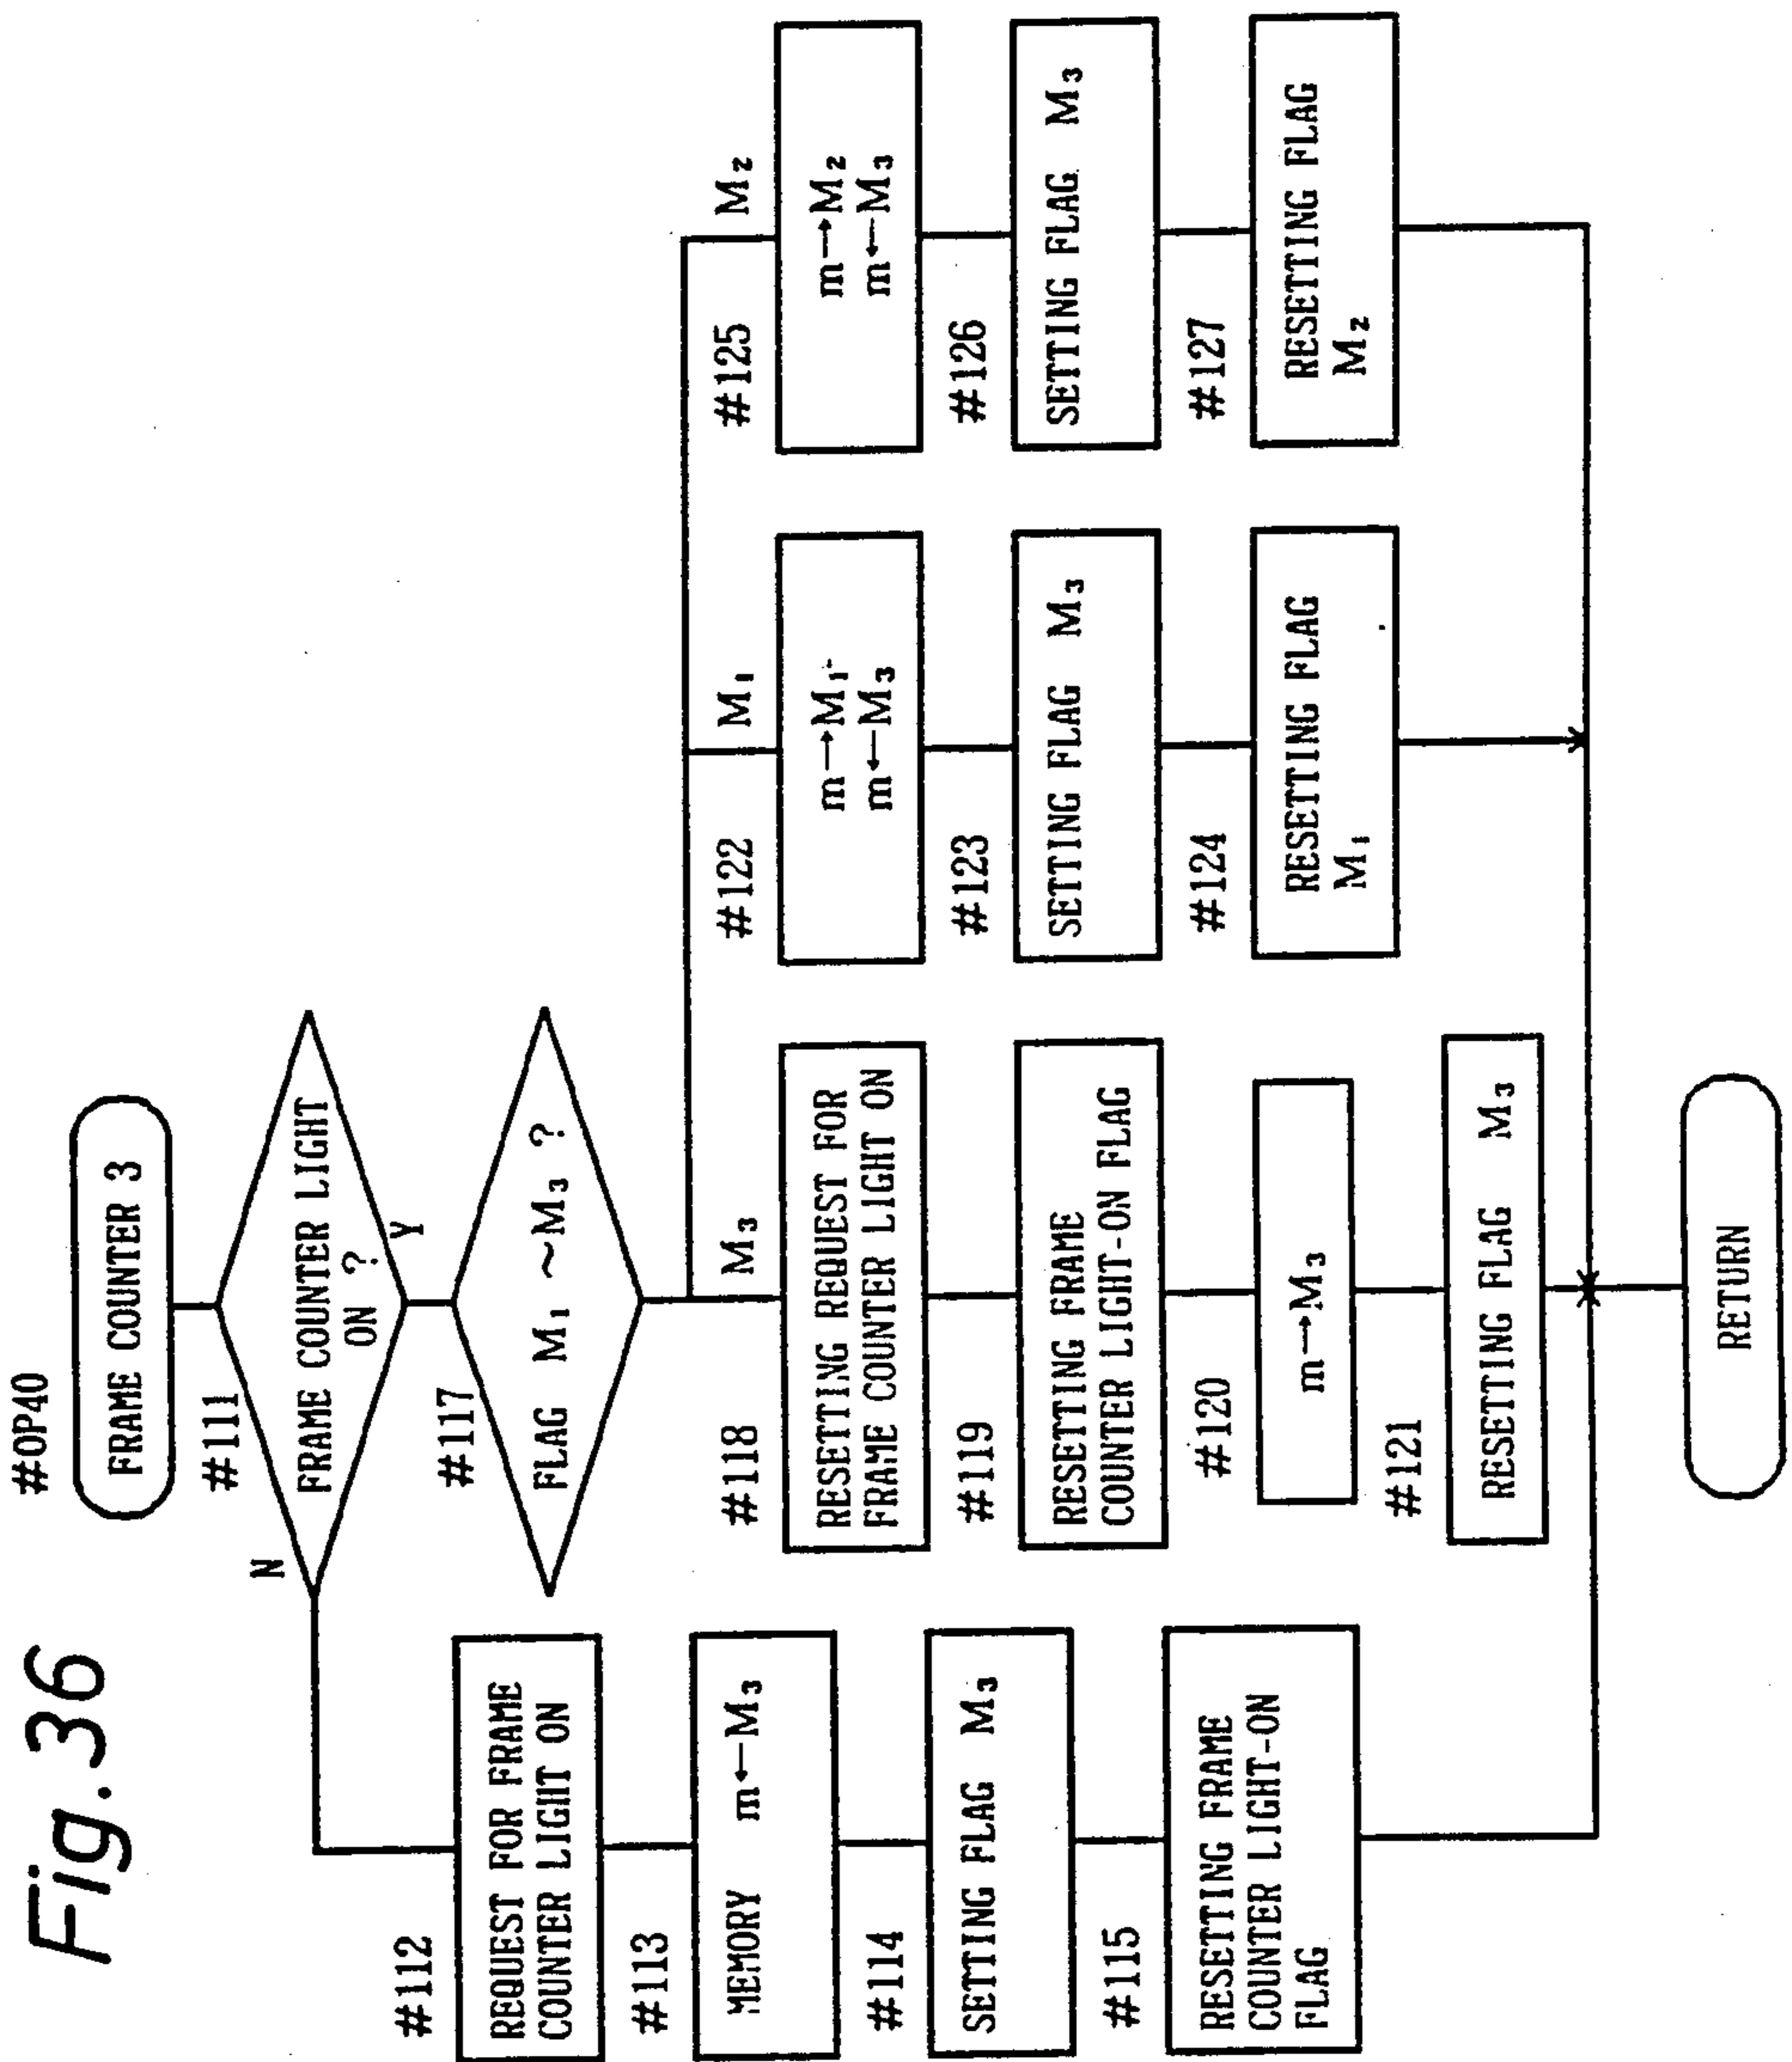 Fig. 36
#OP40
FRAME COUNTER 3
#111
FRAME COUNTER LIGHT
ON ?
N
Y
#112
REQUEST FOR FRAME
COUNTER LIGHT ON
#113
MEMORY m←M₃
#114
SETTING FLAG M₃
#115
RESETTING FRAME
COUNTER LIGHT-ON
FLAG
#117
FLAG M₁ ~M₃ ?
M₃
#118
RESETTING REQUEST FOR
FRAME COUNTER LIGHT ON
#119
RESETTING FRAME
COUNTER LIGHT-ON FLAG
#120
m→M₃
#121
RESETTING FLAG M₃
M₁
#122
m→M₁
m←M₃
#123
SETTING FLAG M₃
#124
RESETTING FLAG
M₁
M₂
#125
m→M₂
m←M₃
#126
SETTING FLAG M₃
#127
RESETTING FLAG
M₂
RETURN